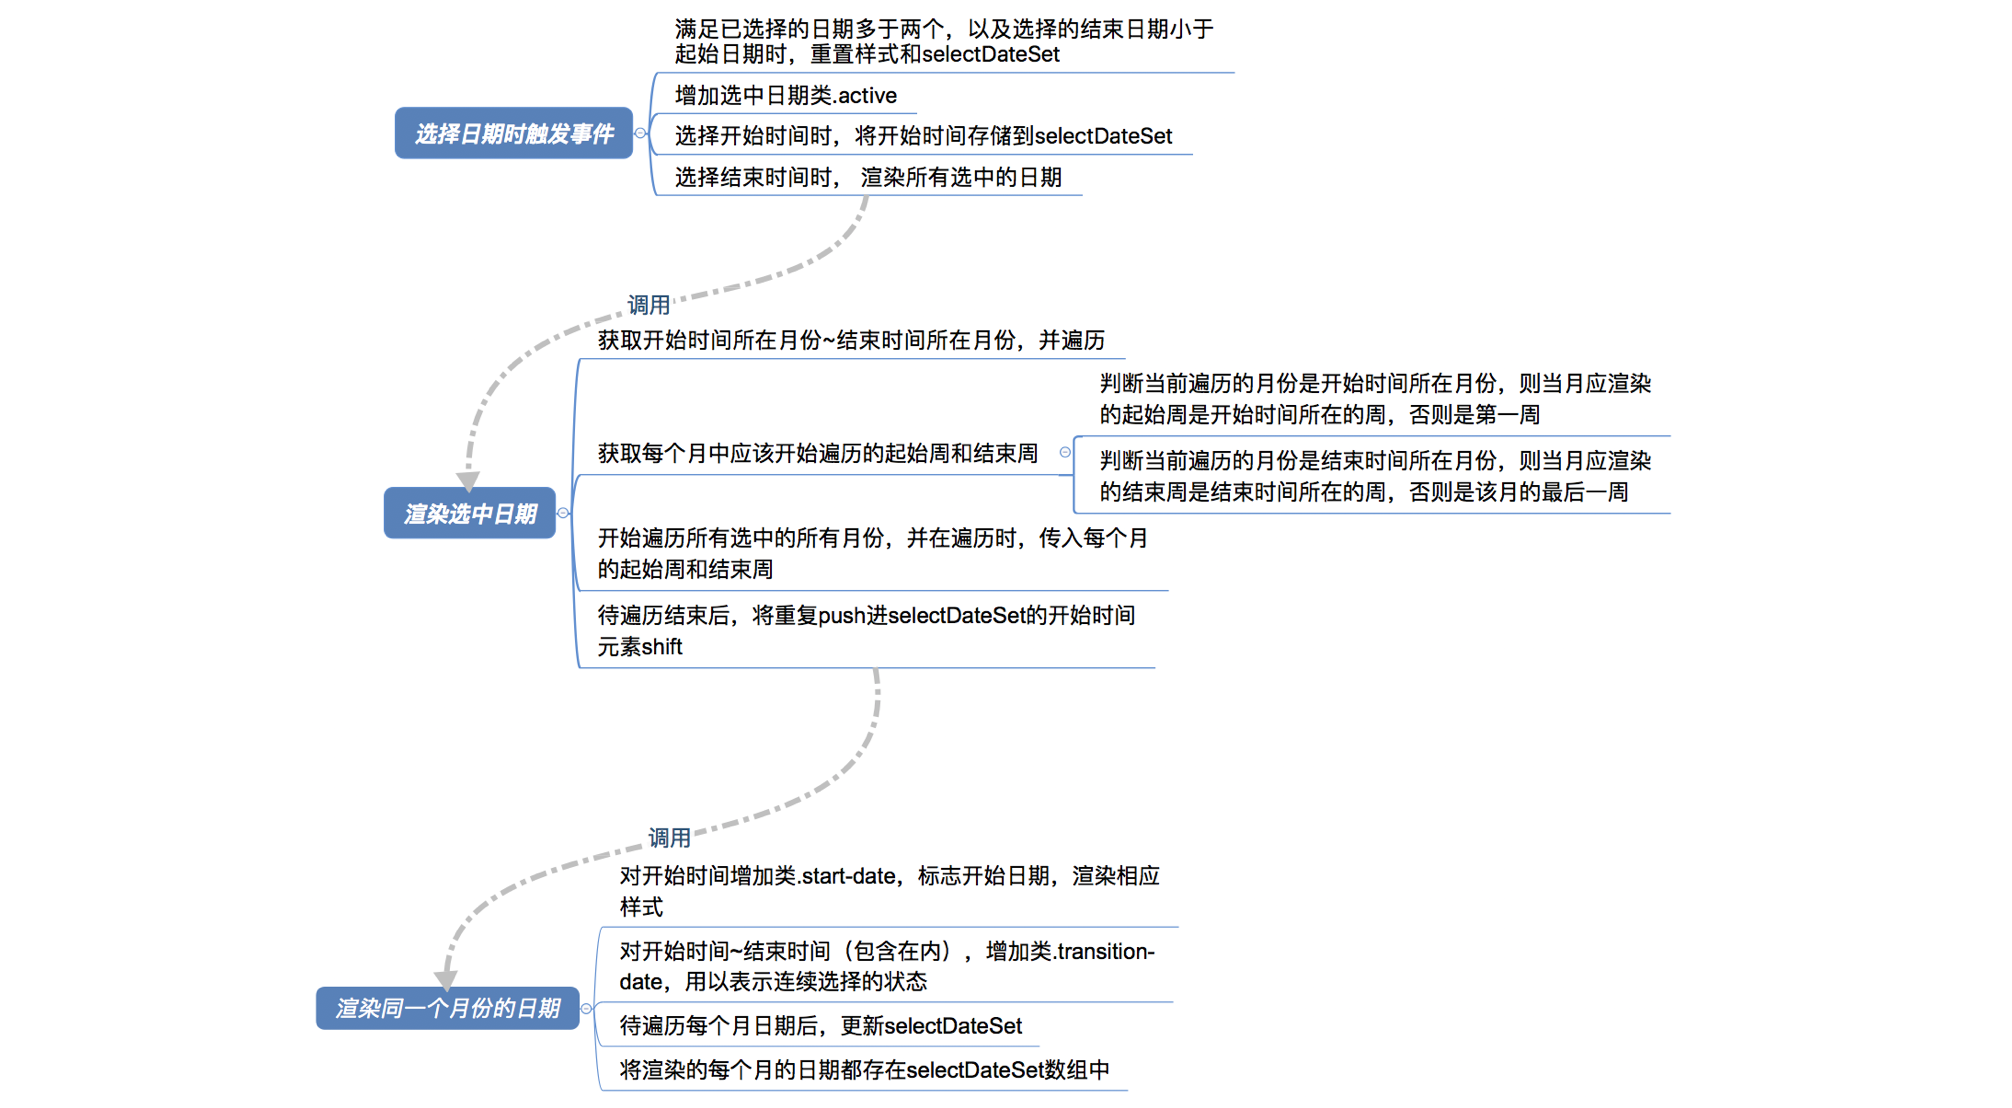 满足已选择的日期多于两个，以及选择的结束日期小于
起始日期时，重置样式和selectDateSet
增加选中日期类.active
选择日期时触发事件
选择开始时间时，将开始时间存储到selectDateSet
选择结束时间时， 渲染所有选中的日期
调用
获取开始时间所在月份~结束时间所在月份，并遍历
判断当前遍历的月份是开始时间所在月份，则当月应渲染
的起始周是开始时间所在的周，否则是第一周
获取每个月中应该开始遍历的起始周和结束周
判断当前遍历的月份是结束时间所在月份，则当月应渲染
的结束周是结束时间所在的周，否则是该月的最后一周
渲染选中日期
开始遍历所有选中的所有月份，并在遍历时，传入每个月
的起始周和结束周
待遍历结束后，将重复push进selectDateSet的开始时间
元素shift
调用
对开始时间增加类.start-date，标志开始日期，渲染相应
样式
对开始时间~结束时间（包含在内），增加类.transition-
date，用以表示连续选择的状态
渲染同一个月份的日期
待遍历每个月日期后，更新selectDateSet
将渲染的每个月的日期都存在selectDateSet数组中